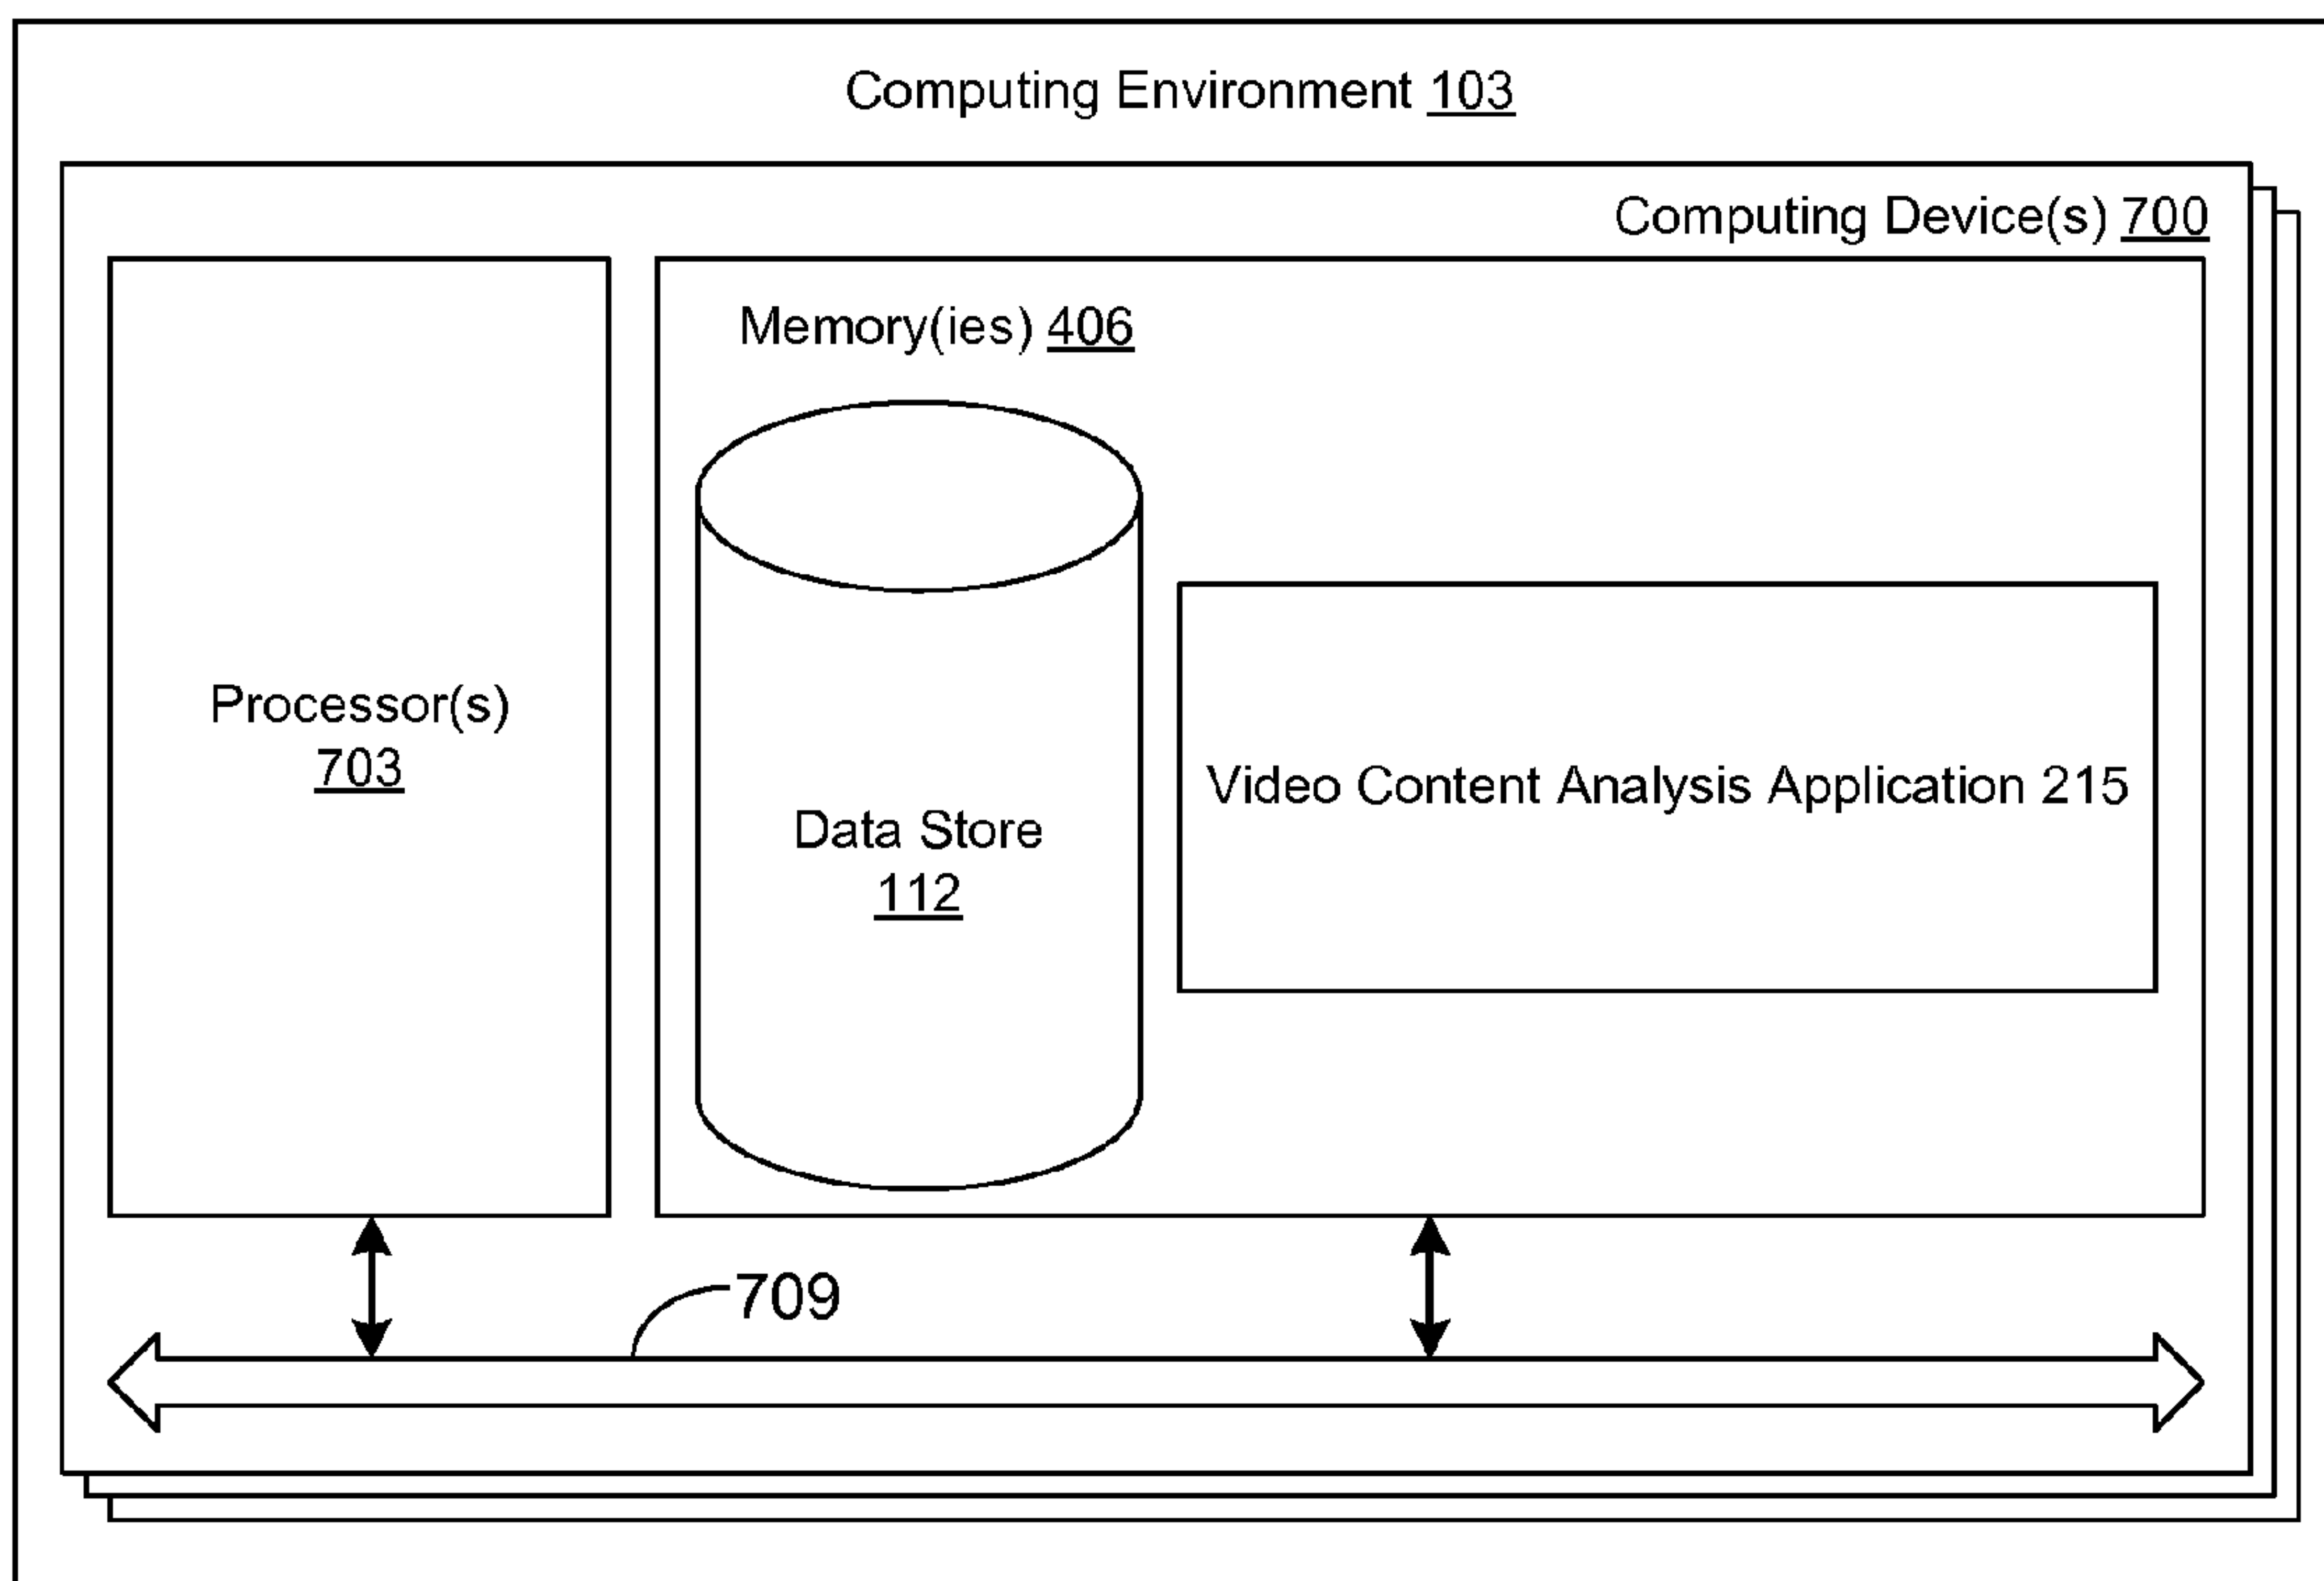 Computing Environment 103
Computing Device(s) 700
Memory(ies) 406
Processor(s)
703
Data Store
112
Video Content Analysis Application 215
709